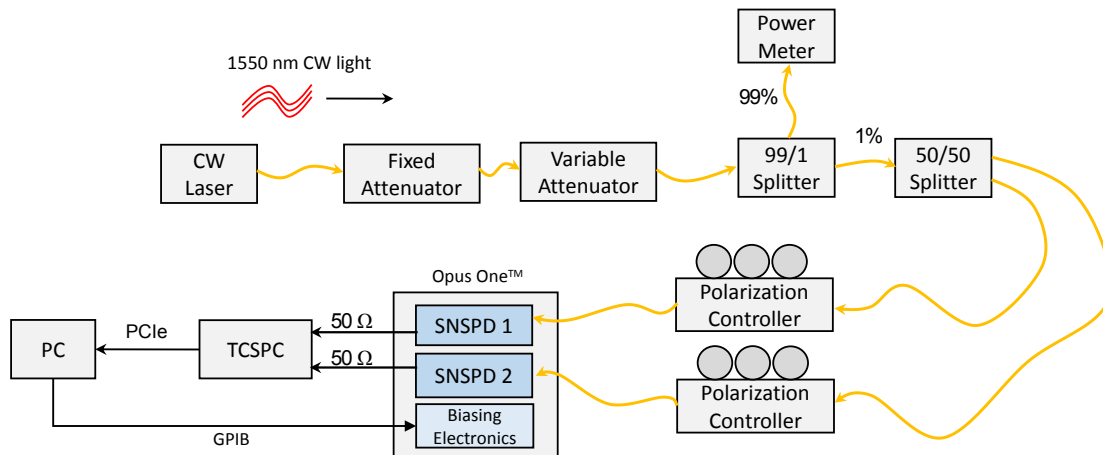 Power
Meter
1550 nm CW light
99%
1%
CW
Laser
Fixed
Attenuator
Variable
Attenuator
99/1
Splitter
50/50
Splitter
Opus One™
Polarization
Controller
PCIe
50 Ω
SNSPD 1
PC
TCSPC
50 Ω
SNSPD 2
Polarization
Controller
Biasing
Electronics
GPIB